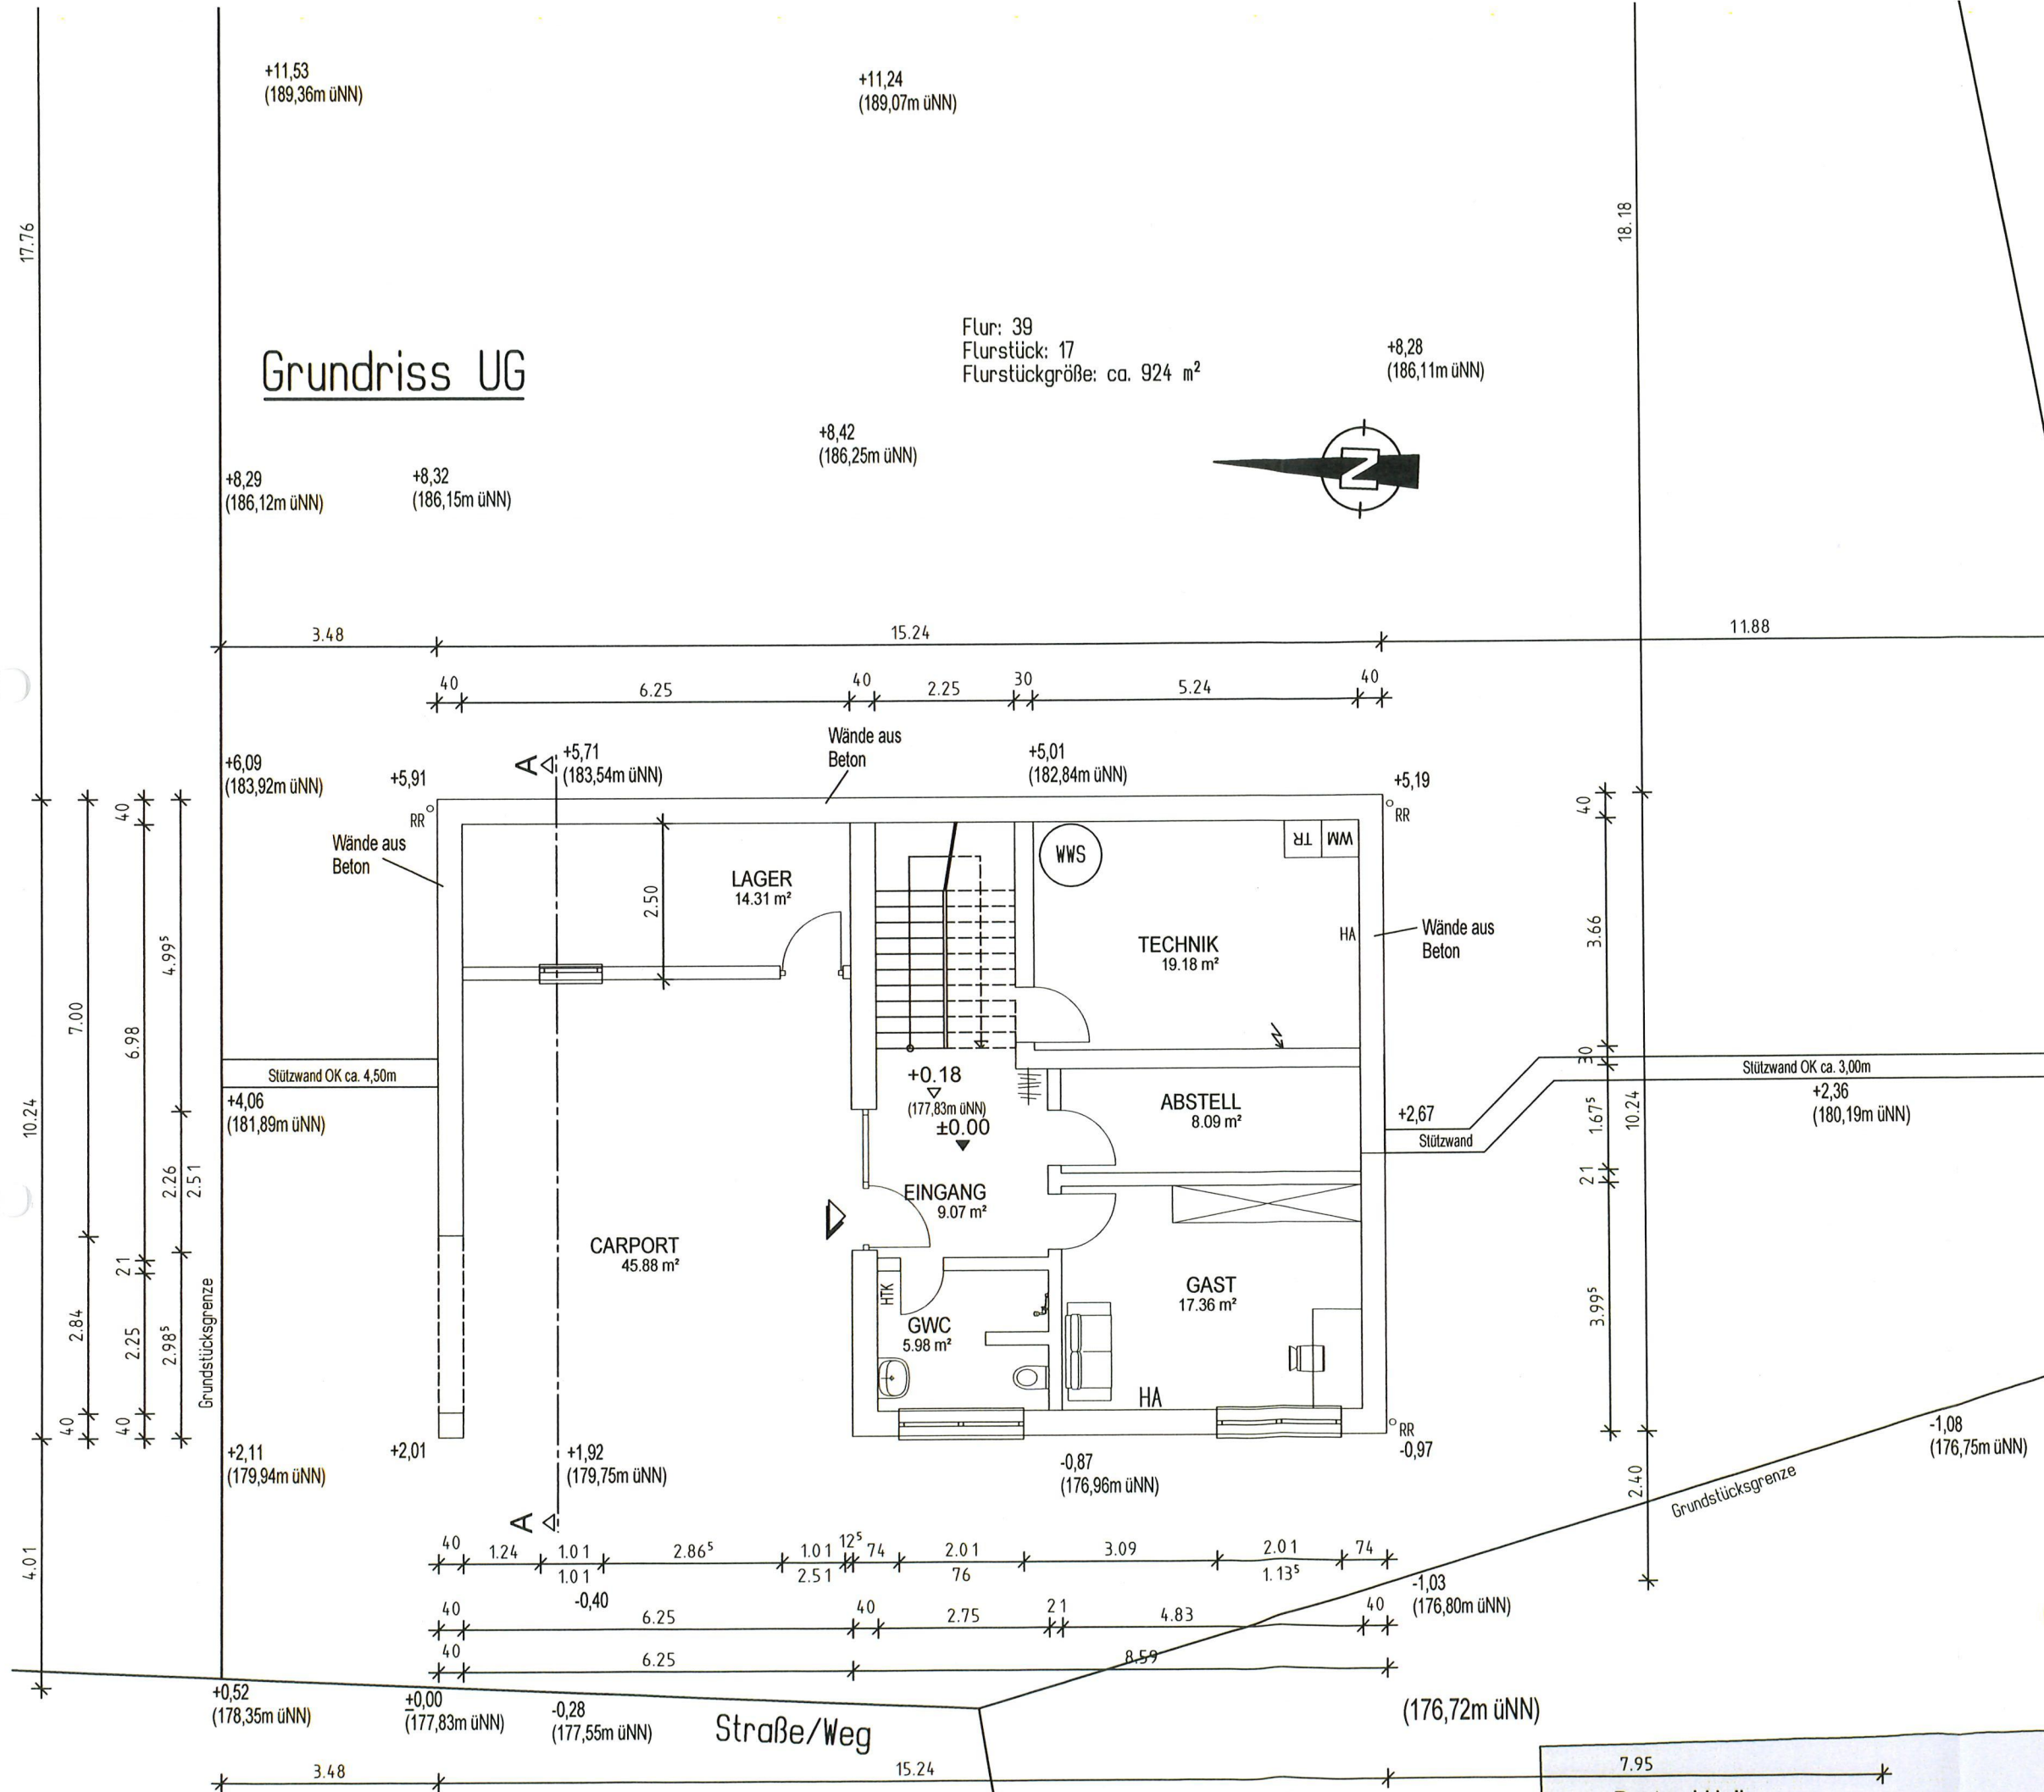 +11,53
(189,36m üNN)
+11,24
(189,07m üNN)
17.76
18.18
Grundriss UG
Flur: 39
Flurstück: 17
Flurstückgröße: ca. 924 m²
+8,28
(186,11m üNN)
+8,42
(186,25m üNN)
+8,29
(186,12m üNN)
+8,32
(186,15m üNN)
N
3.48
15.24
11.88
40
6.25
40
2.25
30
5.24
40
+6,09
(183,92m üNN)
+5,91
A
+5,71
(183,54m üNN)
Wände aus
Beton
+5,01
(182,84m üNN)
+5,19
RR
RR
Wände aus
Beton
40
40
LAGER
14.31 m²
2.50
WWS
TR
WM
TECHNIK
19.18 m²
HA
Wände aus
Beton
3.66
4.99⁵
7.00
6.98
10.24
Stützwand OK ca. 4,50m
+4,06
(181,89m üNN)
+0.18
(177,83m üNN)
±0.00
ABSTELL
8.09 m²
+2,67
Stützwand
Stützwand OK ca. 3,00m
+2,36
(180,19m üNN)
30
1.67⁵
10.24
21
2.26
2.51
EINGANG
9.07 m²
CARPORT
45.88 m²
HTK
GWC
5.98 m²
GAST
17.36 m²
HA
3.99⁵
21
2.84
2.25
2.98⁵
Grundstücksgrenze
40
40
+2,11
(179,94m üNN)
+2,01
+1,92
(179,75m üNN)
-0,87
(176,96m üNN)
RR
-0,97
2.40
Grundstücksgrenze
-1,08
(176,75m üNN)
A
4.01
40
1.24
1.01
2.86⁵
1.01
12⁵
74
2.01
3.09
2.01
74
1.01
2.51
76
1.13⁵
-0,40
-1,03
(176,80m üNN)
40
6.25
40
2.75
21
4.83
40
40
6.25
8.59
+0,52
(178,35m üNN)
±0,00
(177,83m üNN)
-0,28
(177,55m üNN)
Straße/Weg
(176,72m üNN)
3.48
15.24
7.95